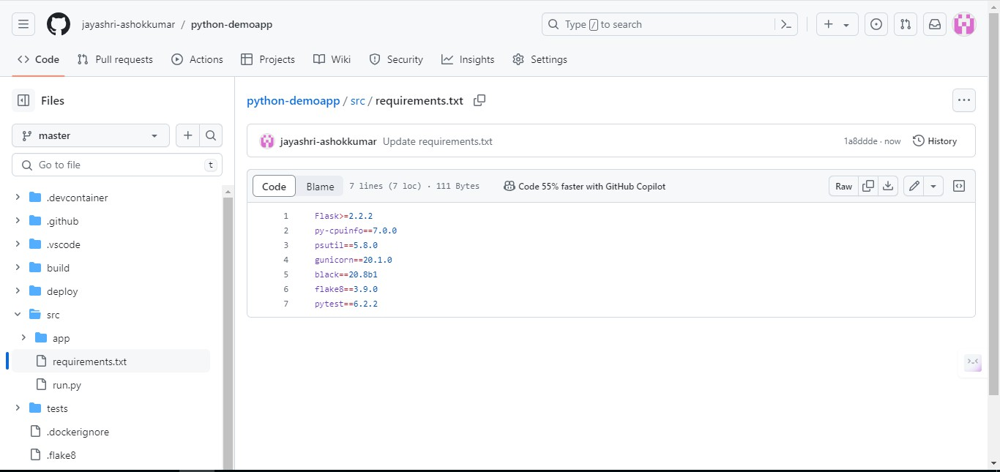 jayashri-ashokkumar / python-demoapp
Type / to search
Code Pull requests Actions Projects Wiki Security Insights Settings
Files
master
Go to file t
.devcontainer
.github
.vscode
build
deploy
src
app
requirements.txt
run.py
tests
.dockerignore
.flake8
python-demoapp / src / requirements.txt
jayashri-ashokkumar Update requirements.txt 1a8ddde · now History
Code Blame 7 lines (7 loc) · 111 Bytes Code 55% faster with GitHub Copilot Raw
1 Flask>=2.2.2
2 py-cpuinfo==7.0.0
3 psutil==5.8.0
4 gunicorn==20.1.0
5 black==20.8b1
6 flake8==3.9.0
7 pytest==6.2.2